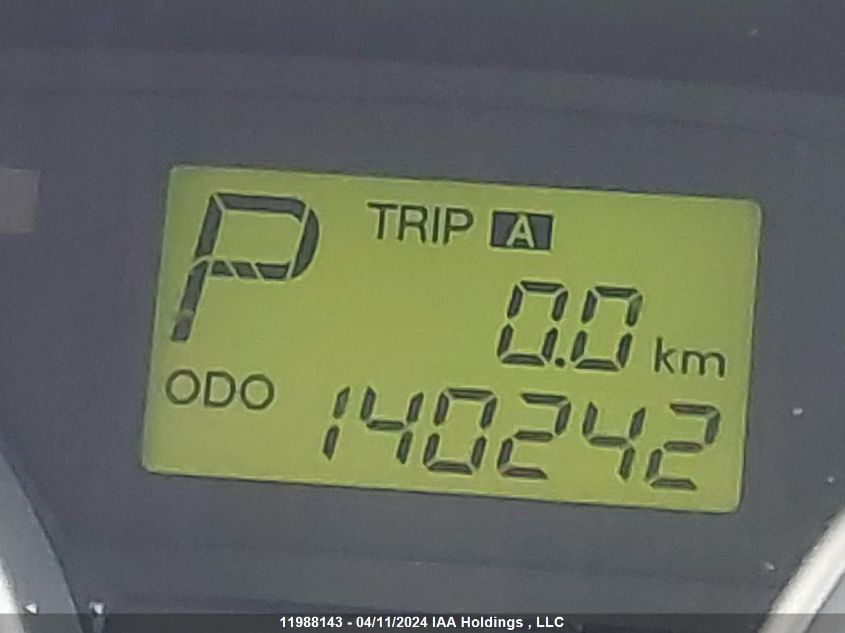 P TRIP A
0.0 km
ODO 140242
11988143 - 04/11/2024 IAA Holdings , LLC